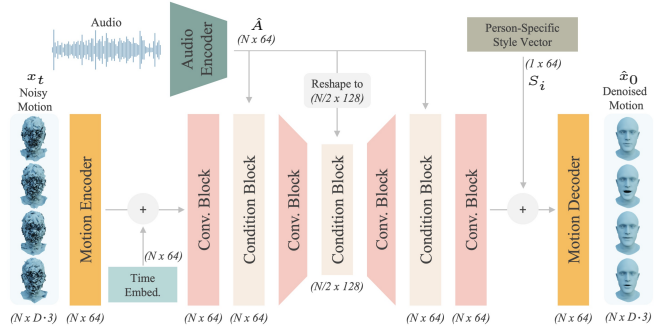 Audio
Audio
Encoder
Â
(N x 64)
Person-Specific
Style Vector
(1 x 64)
S_i
x_t
Noisy
Motion
Reshape to
(N/2 x 128)
x̂_0
Denoised
Motion
Motion Encoder
+
(N x 64)
Time
Embed.
Conv. Block
Condition Block
Conv. Block
Condition Block
(N/2 x 128)
Conv. Block
Condition Block
Conv. Block
+
Motion Decoder
(N x D·3)
(N x 64)
(N x 64)
(N x 64)
(N x 64)
(N x 64)
(N x 64)
(N x D·3)